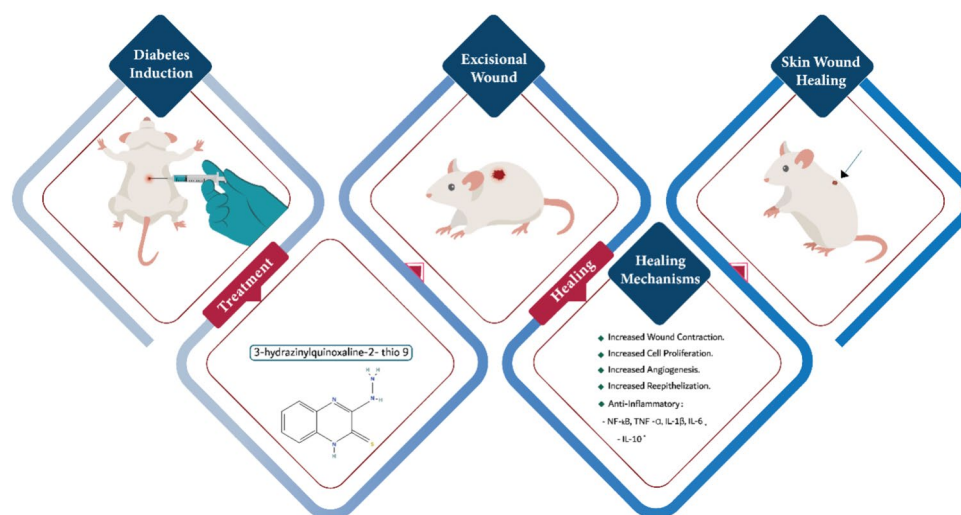 Diabetes
Induction
Excisional
Wound
Skin Wound
Healing
Treatment
3-hydrazinylquinoxaline-2- thio 9
H H
N
N
N
H
N
S
H
Healing
Healing
Mechanisms
Increased Wound Contraction.
Increased Cell Proliferation.
Increased Angiogenesis.
Increased Reepithelization.
Anti-Inflammatory:
- NF-κB, TNF -α, IL-1β, IL-6
- IL-10